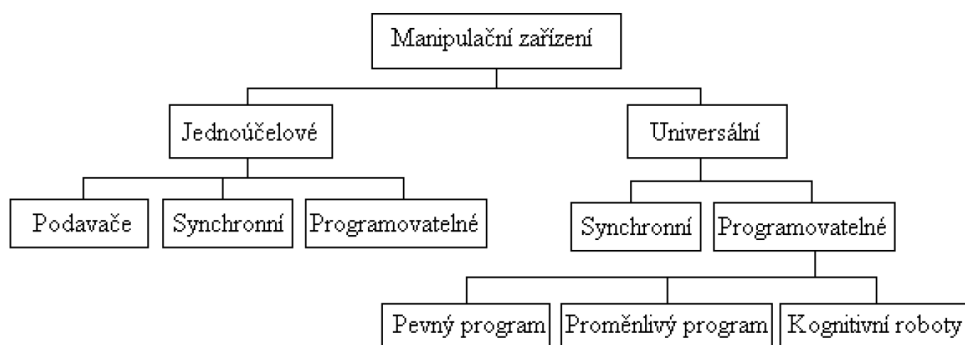 Manipulační zařízení
Jednoúčelové
Universální
Podavače
Synchronní
Programovatelné
Synchronní
Programovatelné
Pevný program
Proměnlivý program
Kognitivní roboty